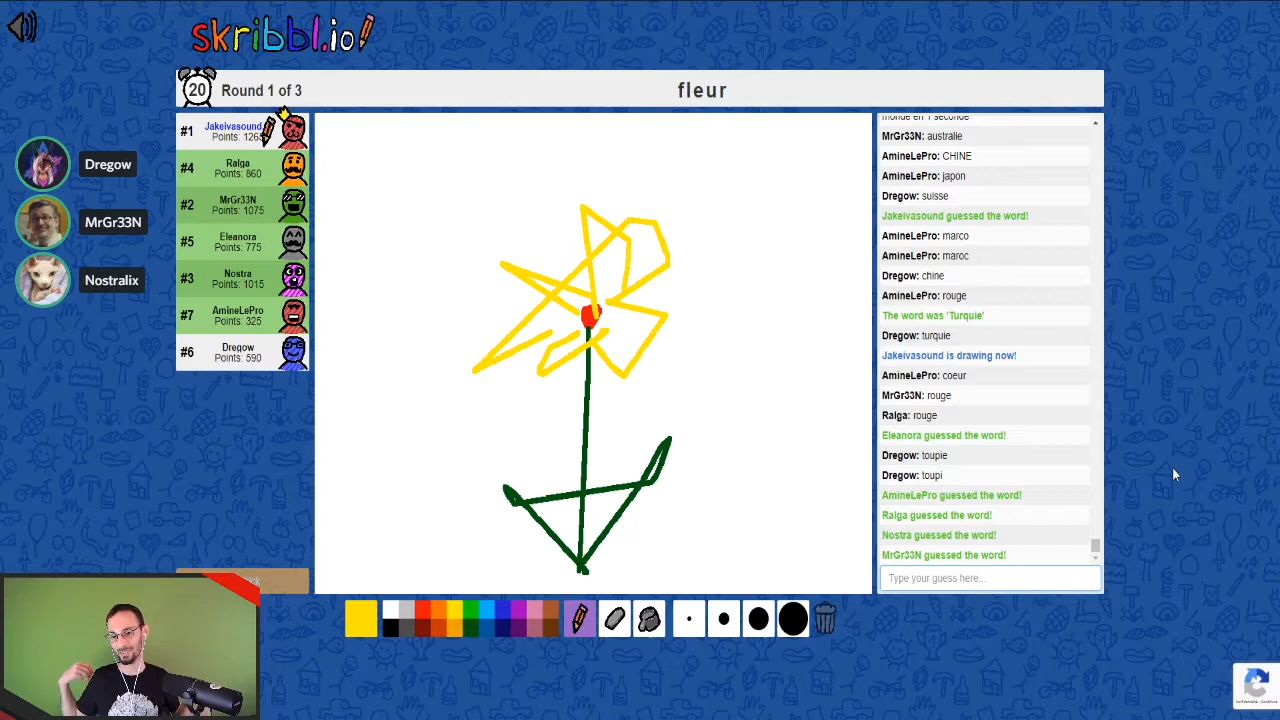 skribbl.io
20
Round 1 of 3
fleur
#1
Jakeivasound
#4
Ralga
Points: 860
#2
MrGr33N
Points: 1075
#5
Eleanora
Points: 775
#3
Nostra
Points: 1015
#7
AmineLePro
Points: 325
#6
Dregow
Points: 590
Dregow
MrGr33N
Nostralix
monde en 1 seconde
MrGr33N: australie
AmineLePro: CHINE
AmineLePro: japon
Dregow: suisse
Jakeivasound guessed the word!
AmineLePro: marco
AmineLePro: maroc
Dregow: chine
AmineLePro: rouge
The word was 'Turquie'
Dregow: turquie
Jakeivasound is drawing now!
AmineLePro: coeur
MrGr33N: rouge
Ralga: rouge
Eleanora guessed the word!
Dregow: toupie
Dregow: toupi
AmineLePro guessed the word!
Ralga guessed the word!
Nostra guessed the word!
MrGr33N guessed the word!
Type your guess here...